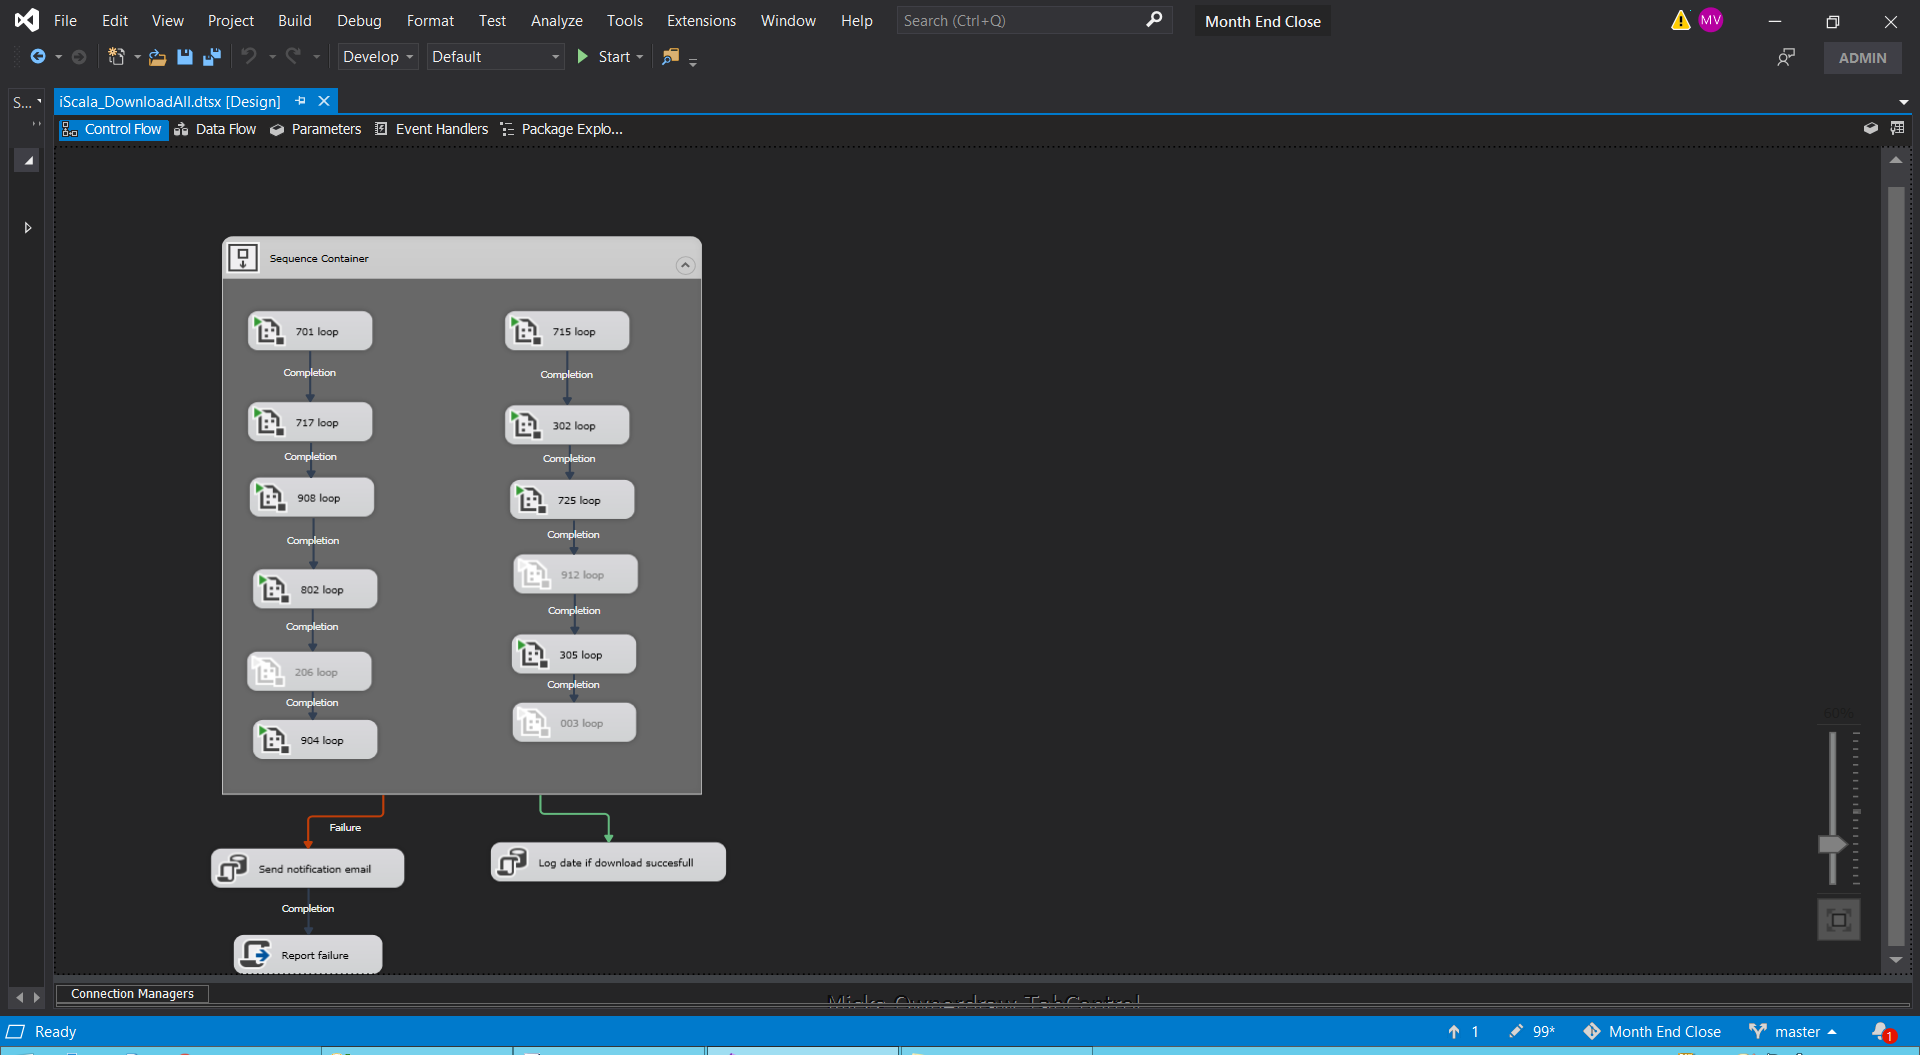 File Edit View Project Build Debug Format Test Analyze Tools Extensions Window Help Search (Ctrl+Q) Month End Close MV
Develop Default Start ADMIN
S... iScala_DownloadAll.dtsx [Design]
Control Flow Data Flow Parameters Event Handlers Package Explo...
Sequence Container
701 loop 715 loop
Completion Completion
717 loop 302 loop
Completion Completion
908 loop 725 loop
Completion Completion
802 loop 912 loop
Completion Completion
206 loop 305 loop
Completion Completion
904 loop 003 loop
60%
Failure
Send notification email Log date if download succesfull
Completion
Report failure
Connection Managers
Micks Ownerdraw TabControl
Ready 1 99* Month End Close master 1